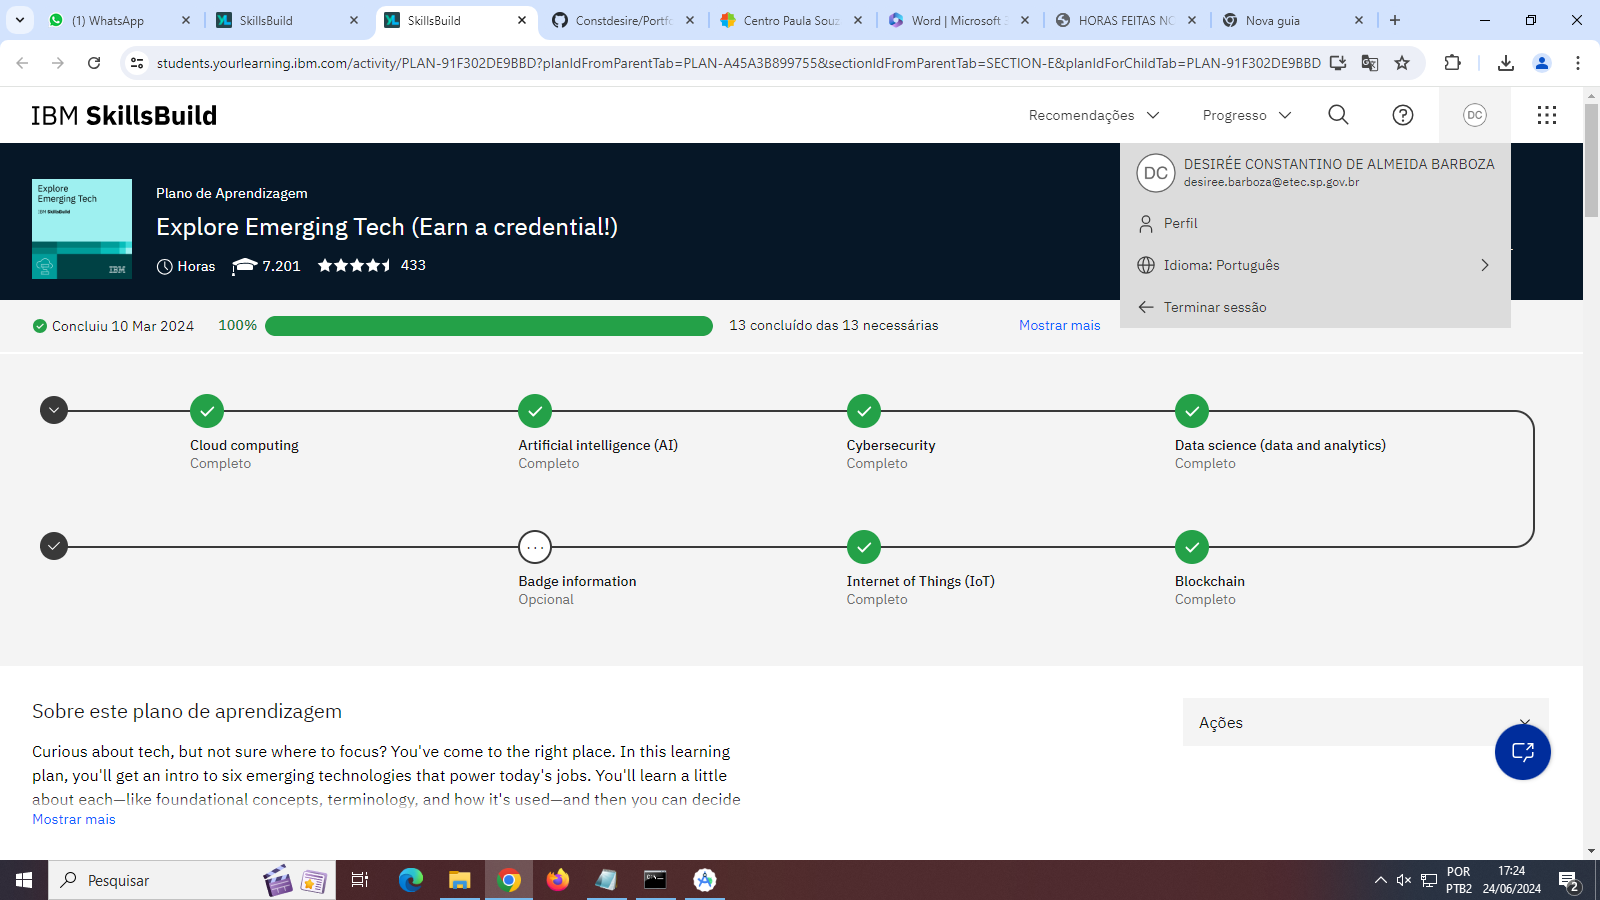 (1) WhatsApp
SkillsBuild
SkillsBuild
Constdesire/Portfo
Centro Paula Souz
Word | Microsoft
HORAS FEITAS NO
Nova guia
students.yourlearning.ibm.com/activity/PLAN-91F302DE9BBD?planIdFromParentTab=PLAN-A45A3B899755&sectionIdFromParentTab=SECTION-E&planIdForChildTab=PLAN-91F302DE9BBD
IBM SkillsBuild
Recomendações
Progresso
DC
DC
DESIRÉE CONSTANTINO DE ALMEIDA BARBOZA
desiree.barboza@etec.sp.gov.br
Perfil
Idioma: Português
Terminar sessão
Explore
Emerging Tech
IBM SkillsBuild
IBM
Plano de Aprendizagem
Explore Emerging Tech (Earn a credential!)
Horas
7.201
433
Concluiu 10 Mar 2024
100%
13 concluído das 13 necessárias
Mostrar mais
Cloud computing
Completo
Artificial intelligence (AI)
Completo
Cybersecurity
Completo
Data science (data and analytics)
Completo
Badge information
Opcional
Internet of Things (IoT)
Completo
Blockchain
Completo
Sobre este plano de aprendizagem
Curious about tech, but not sure where to focus? You've come to the right place. In this learning
plan, you'll get an intro to six emerging technologies that power today's jobs. You'll learn a little
about each—like foundational concepts, terminology, and how it's used—and then you can decide
Mostrar mais
Ações
Pesquisar
POR
PTB2
17:24
24/06/2024
2